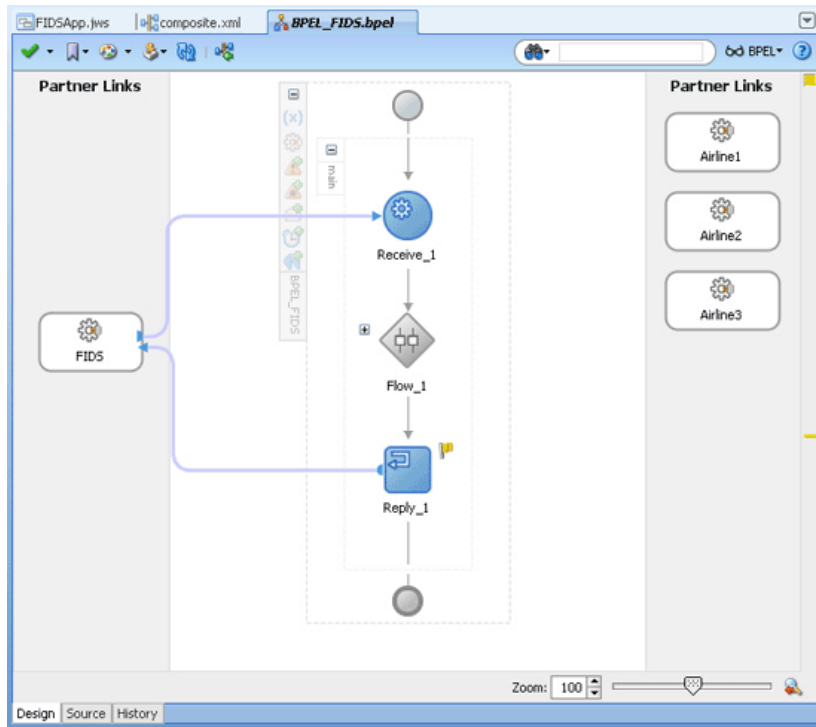 FIDSApp.jws
composite.xml
BPEL_FIDS.bpel
BPEL
Partner Links
Partner Links
main
BPEL_FIDS
Receive_1
Flow_1
Reply_1
FIDS
Airline1
Airline2
Airline3
Zoom: 100
Design Source History